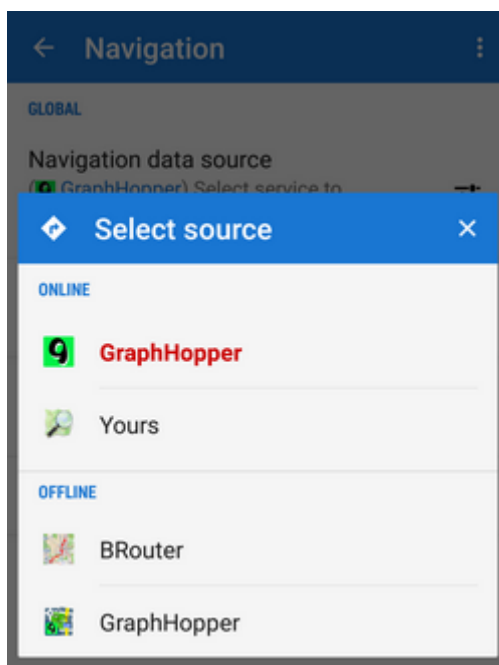 Navigation
GLOBAL
Navigation data source
(GraphHopper) Select service to
Select source
ONLINE
GraphHopper
Yours
OFFLINE
BRouter
GraphHopper